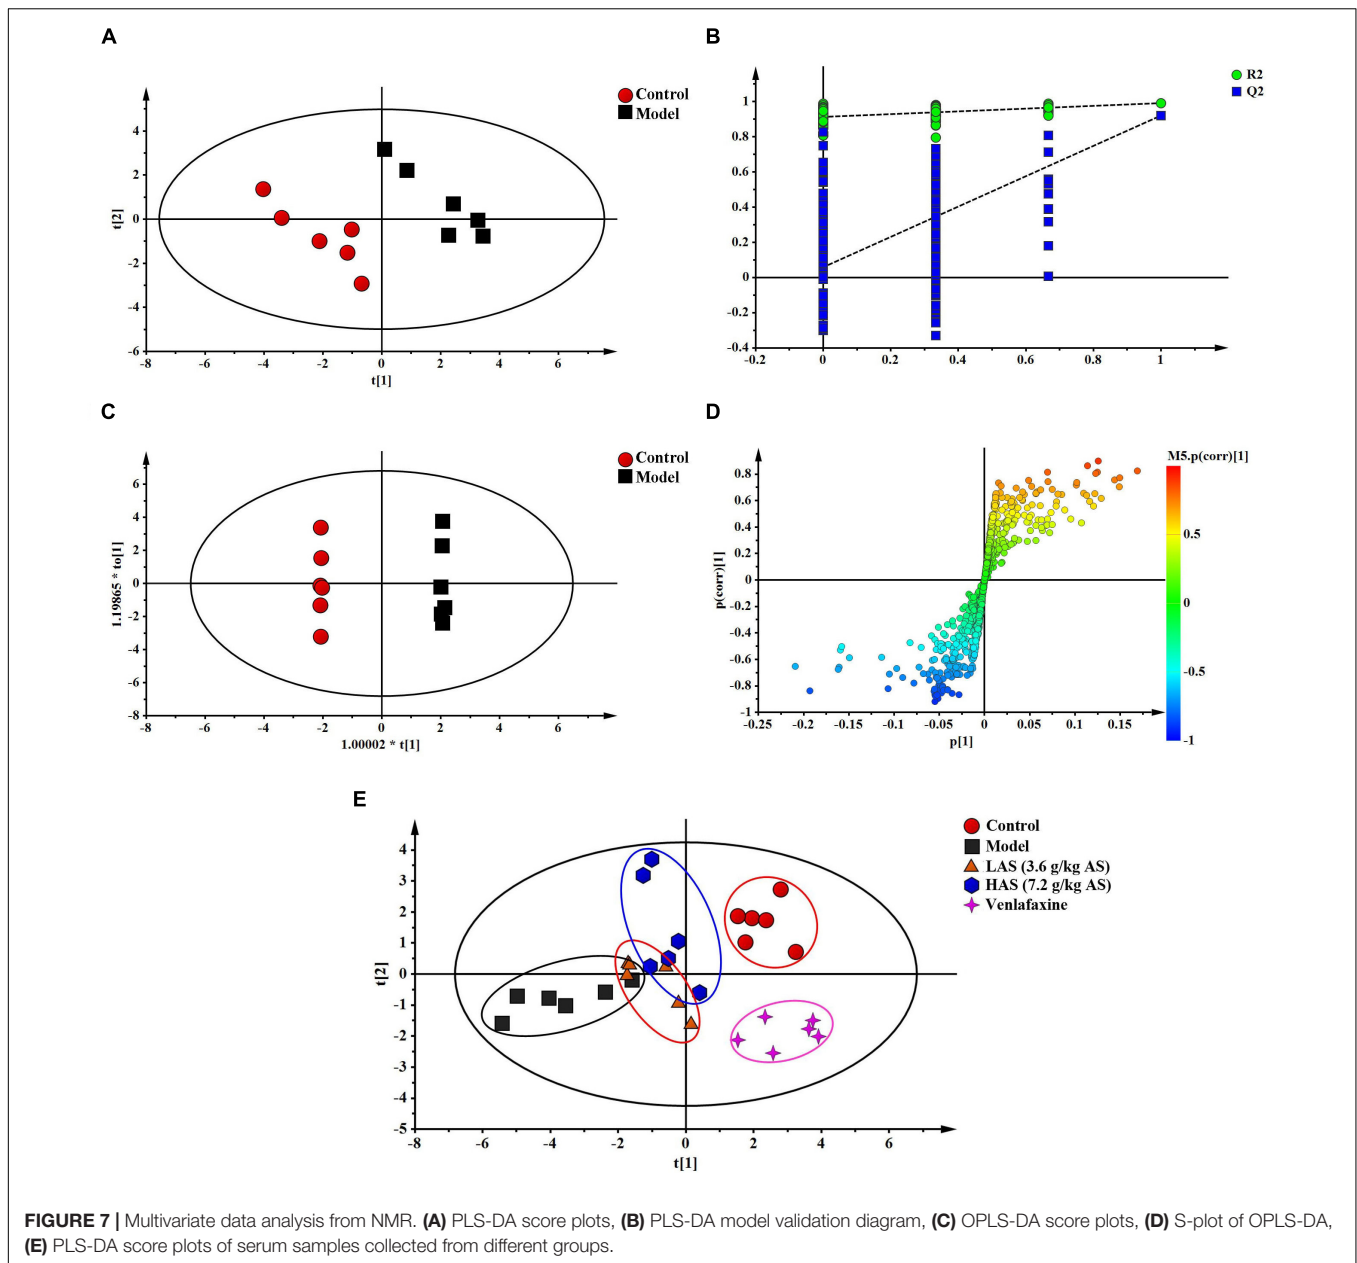 A
Control
Model
4
2
0
-2
-4
-6
-8 -6 -4 -2 0 2 4 6
t[2]
t[1]
B
R2
Q2
1
0.8
0.6
0.4
0.2
0
-0.2
-0.4
-0.2 0 0.2 0.4 0.6 0.8 1
C
Control
Model
6
4
2
0
-2
-4
-6
-8
-8 -6 -4 -2 0 2 4 6
1.19865 * to[1]
1.00002 * t[1]
D
M5.p(corr)[1]
0.8
0.6
0.4
0.2
0
-0.2
-0.4
-0.6
-0.8
-1
-0.25 -0.2 -0.15 -0.1 -0.05 0 0.05 0.1 0.15
p(corr)[1]
p[1]
0.5
0
-0.5
-1
E
Control
Model
LAS (3.6 g/kg AS)
HAS (7.2 g/kg AS)
Venlafaxine
4
3
2
1
0
-1
-2
-3
-4
-5
-8 -6 -4 -2 0 2 4 6
t[2]
t[1]
FIGURE 7 | Multivariate data analysis from NMR. (A) PLS-DA score plots, (B) PLS-DA model validation diagram, (C) OPLS-DA score plots, (D) S-plot of OPLS-DA,
(E) PLS-DA score plots of serum samples collected from different groups.